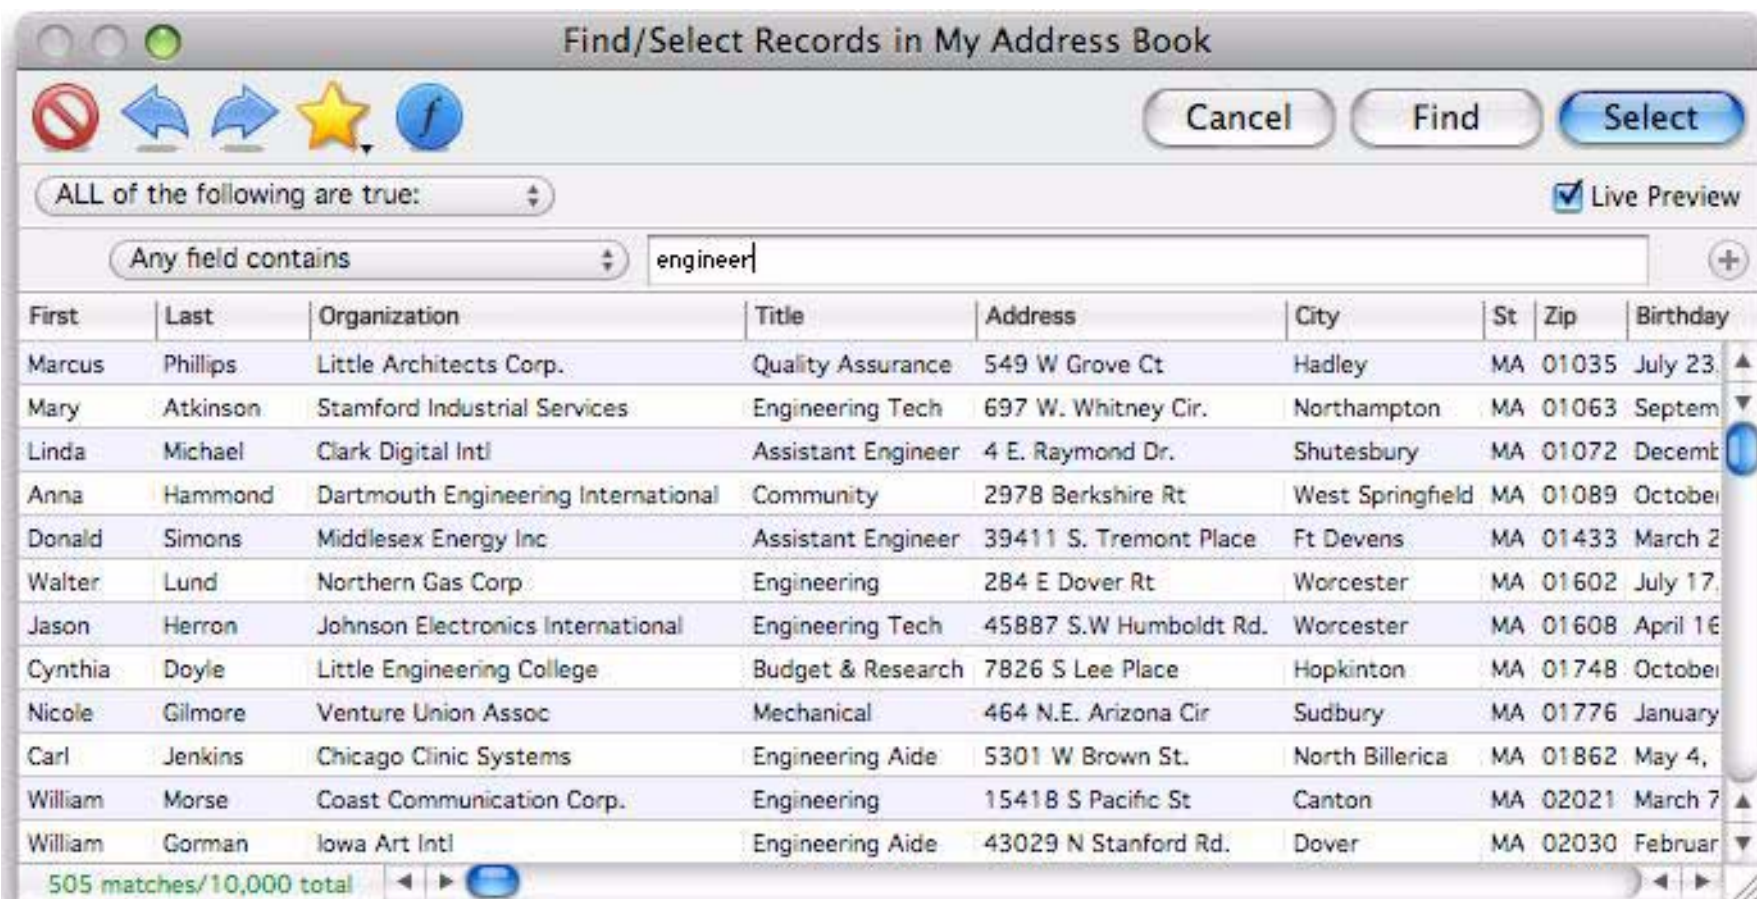 Find/Select Records in My Address Book
f Cancel Find Select
ALL of the following are true: Live Preview
Any field contains engineer
First Last Organization Title Address City St Zip Birthday
Marcus Phillips Little Architects Corp. Quality Assurance 549 W Grove Ct Hadley MA 01035 July 23,
Mary Atkinson Stamford Industrial Services Engineering Tech 697 W. Whitney Cir. Northampton MA 01063 Septem
Linda Michael Clark Digital Intl Assistant Engineer 4 E. Raymond Dr. Shutesbury MA 01072 Decemb
Anna Hammond Dartmouth Engineering International Community 2978 Berkshire Rt West Springfield MA 01089 October
Donald Simons Middlesex Energy Inc Assistant Engineer 39411 S. Tremont Place Ft Devens MA 01433 March 2
Walter Lund Northern Gas Corp Engineering 284 E Dover Rt Worcester MA 01602 July 17,
Jason Herron Johnson Electronics International Engineering Tech 45887 S.W Humboldt Rd. Worcester MA 01608 April 16
Cynthia Doyle Little Engineering College Budget & Research 7826 S Lee Place Hopkinton MA 01748 October
Nicole Gilmore Venture Union Assoc Mechanical 464 N.E. Arizona Cir Sudbury MA 01776 January
Carl Jenkins Chicago Clinic Systems Engineering Aide 5301 W Brown St. North Billerica MA 01862 May 4,
William Morse Coast Communication Corp. Engineering 15418 S Pacific St Canton MA 02021 March 7
William Gorman Iowa Art Intl Engineering Aide 43029 N Stanford Rd. Dover MA 02030 Februar
505 matches/10,000 total